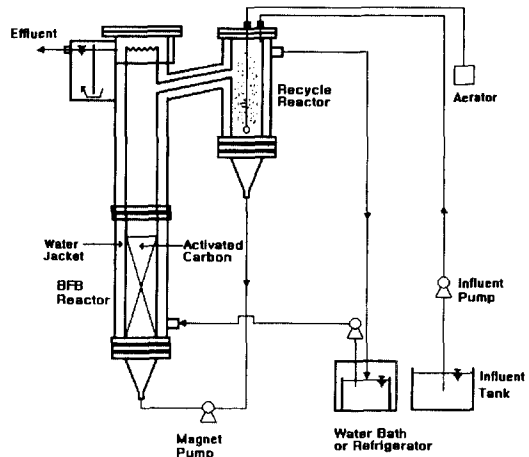 Effluent
Recycle
Reactor
Aerator
Water
Jacket
Activated
Carbon
BFB
Reactor
Influent
Pump
Influent
Tank
Magnet
Pump
Water Bath
or Refrigerator